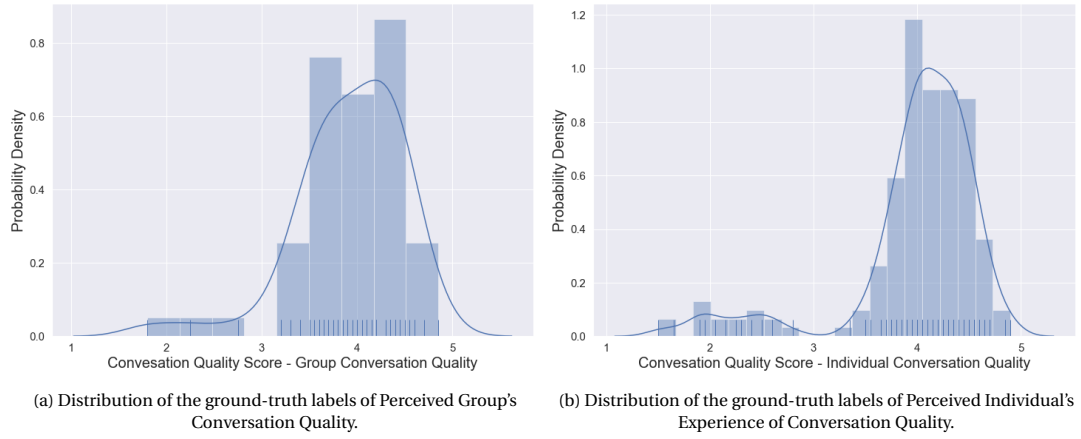 0.8
0.6
0.4
0.2
0.0
Probability Density
1 2 3 4 5
Convesation Quality Score - Group Conversation Quality
(a) Distribution of the ground-truth labels of Perceived Group's
Conversation Quality.
1.2
1.0
0.8
0.6
0.4
0.2
0.0
Probability Density
1 2 3 4 5
Convesation Quality Score - Individual Conversation Quality
(b) Distribution of the ground-truth labels of Perceived Individual's
Experience of Conversation Quality.